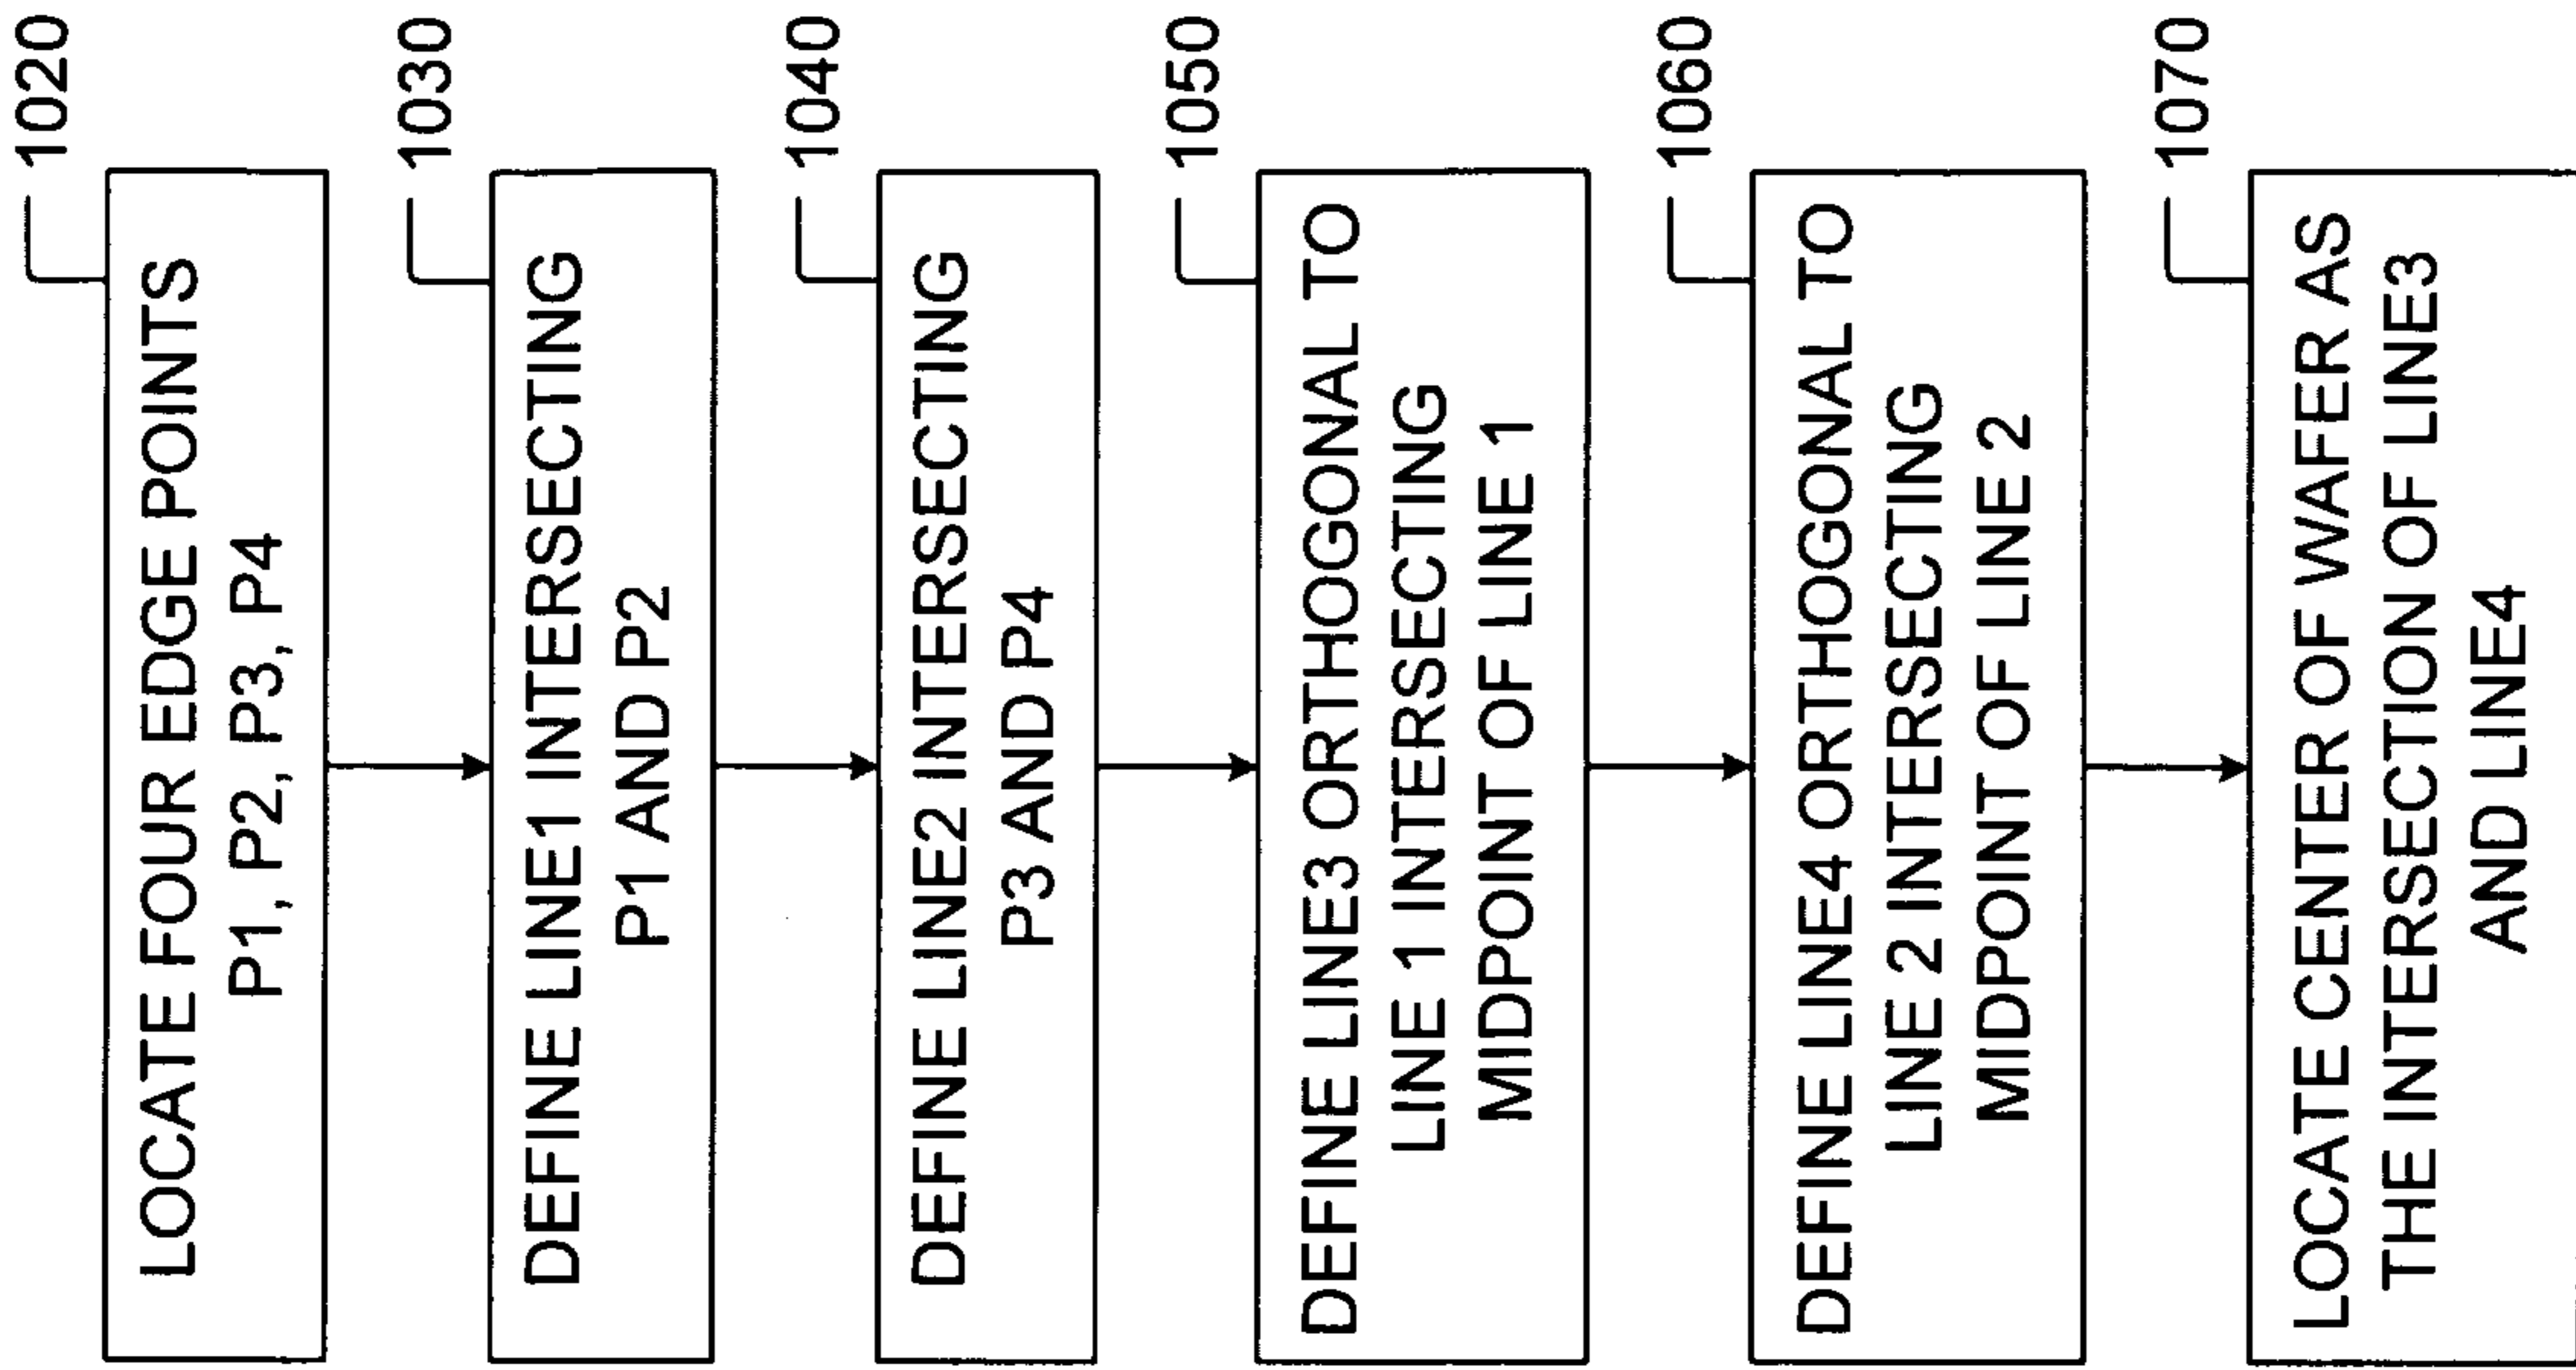 1020
LOCATE FOUR EDGE POINTS
P1, P2, P3, P4
1030
DEFINE LINE1 INTERSECTING
P1 AND P2
1040
DEFINE LINE2 INTERSECTING
P3 AND P4
1050
DEFINE LINE3 ORTHOGONAL TO
LINE 1 INTERSECTING
MIDPOINT OF LINE 1
1060
DEFINE LINE4 ORTHOGONAL TO
LINE 2 INTERSECTING
MIDPOINT OF LINE 2
1070
LOCATE CENTER OF WAFER AS
THE INTERSECTION OF LINE3
AND LINE4